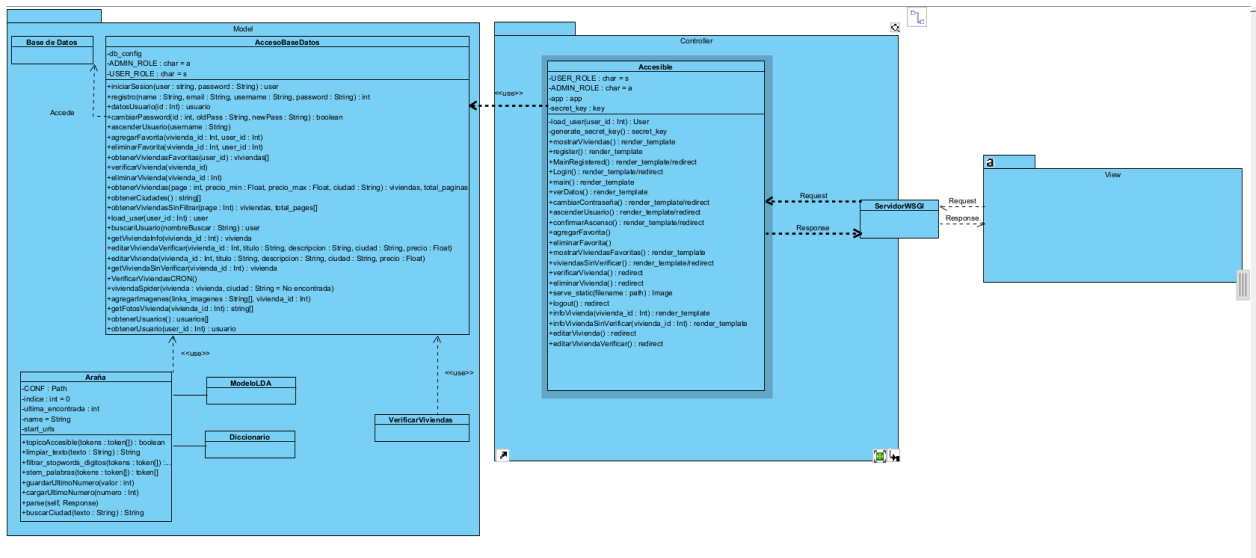 Model
Base de Datos
AccesoBaseDatos
-db_config
-ADMIN_ROLE : char = a
-USER_ROLE : char = s
+iniciarSesion(user : string, password : String) : user
+registro(name : String, email : String, username : String, password : String) : int
+datosUsuario(id : Int) : usuario
+cambiarPassword(id : int, oldPass : String, newPass : String) : boolean
+ascenderUsuario(username : String)
+agregarFavorita(vivienda_id : Int, user_id : Int)
+eliminarFavorita(vivienda_id : Int, user_id : Int)
+obtenerViviendasFavoritas(user_id) : viviendas[]
+verificarVivienda(vivienda_id)
+eliminarVivienda(vivienda_id : Int)
+obtenerViviendas(page : int, precio_min : Float, precio_max : Float, ciudad : String) : viviendas, total_paginas
+obtenerCiudades() : string[]
+obtenerViviendasSinFiltrar(page : Int) : viviendas, total_pages[]
+load_user(user_id : Int) : user
+buscarUsuario(nombreBuscar : String) : user
+getViviendaInfo(vivienda_id : Int) : vivienda
+editarViviendaVerificar(vivienda_id : Int, titulo : String, descripcion : String, ciudad : String, precio : Float)
+editarVivienda(vivienda_id : Int, titulo : String, descripcion : String, ciudad : String, precio : Float)
+getViviendaSinVerificar(vivienda_id : Int) : vivienda
+VerificarViviendasCRON()
+viviendaSpider(vivienda : vivienda, ciudad : String = No encontrada)
+agregarImagenes(links_imagenes : String[], vivienda_id : Int)
+getFotosVivienda(vivienda_id : Int) : string[]
+obtenerUsuarios() : usuarios[]
+obtenerUsuario(user_id : Int) : usuario
Accede
<<use>>
<<use>>
Araña
-CONF : Path
-indice : int = 0
-ultima_encontrada : int
-name = String
-start_urls
+topicoAccesible(tokens : token[]) : boolean
+limpiar_texto(texto : String) : String
+filtrar_stopwords_digitos(tokens : token[]) :...
+stem_palabras(tokens : token[]) : token[]
+guardarUltimoNumero(valor : int)
+cargarUltimoNumero(numero : Int)
+parse(self, Response)
+buscarCiudad(texto : String) : String
ModeloLDA
Diccionario
VerificarViviendas
<<use>>
Controller
Accesible
-USER_ROLE : char = s
-ADMIN_ROLE : char = a
-app : app
-secret_key : key
-load_user(user_id : Int) : User
-generate_secret_key() : secret_key
+mostrarViviendas() : render_template
+register() : render_template
+MainRegistered() : render_template/redirect
+Login() : render_template/redirect
+main() : render_template
+verDatos() : render_template
+cambiarContraseña() : render_template/redirect
+ascenderUsuario() : render_template/redirect
+confirmarAscenso() : render_template/redirect
+agregarFavorita()
+eliminarFavorita()
+mostrarViviendasFavoritas() : render_template
+viviendasSinVerificar() : render_template/redirect
+verificarVivienda() : redirect
+eliminarVivienda() : redirect
+serve_static(filename : path) : Image
+logout() : redirect
+infoVivienda(vivienda_id : Int) : render_template
+infoViviendaSinVerificar(vivienda_id : Int) : render_template
+editarVivienda() : redirect
+editarViviendaVerificar() : redirect
Request
Response
ServidorWSGI
Request
Response
a
View